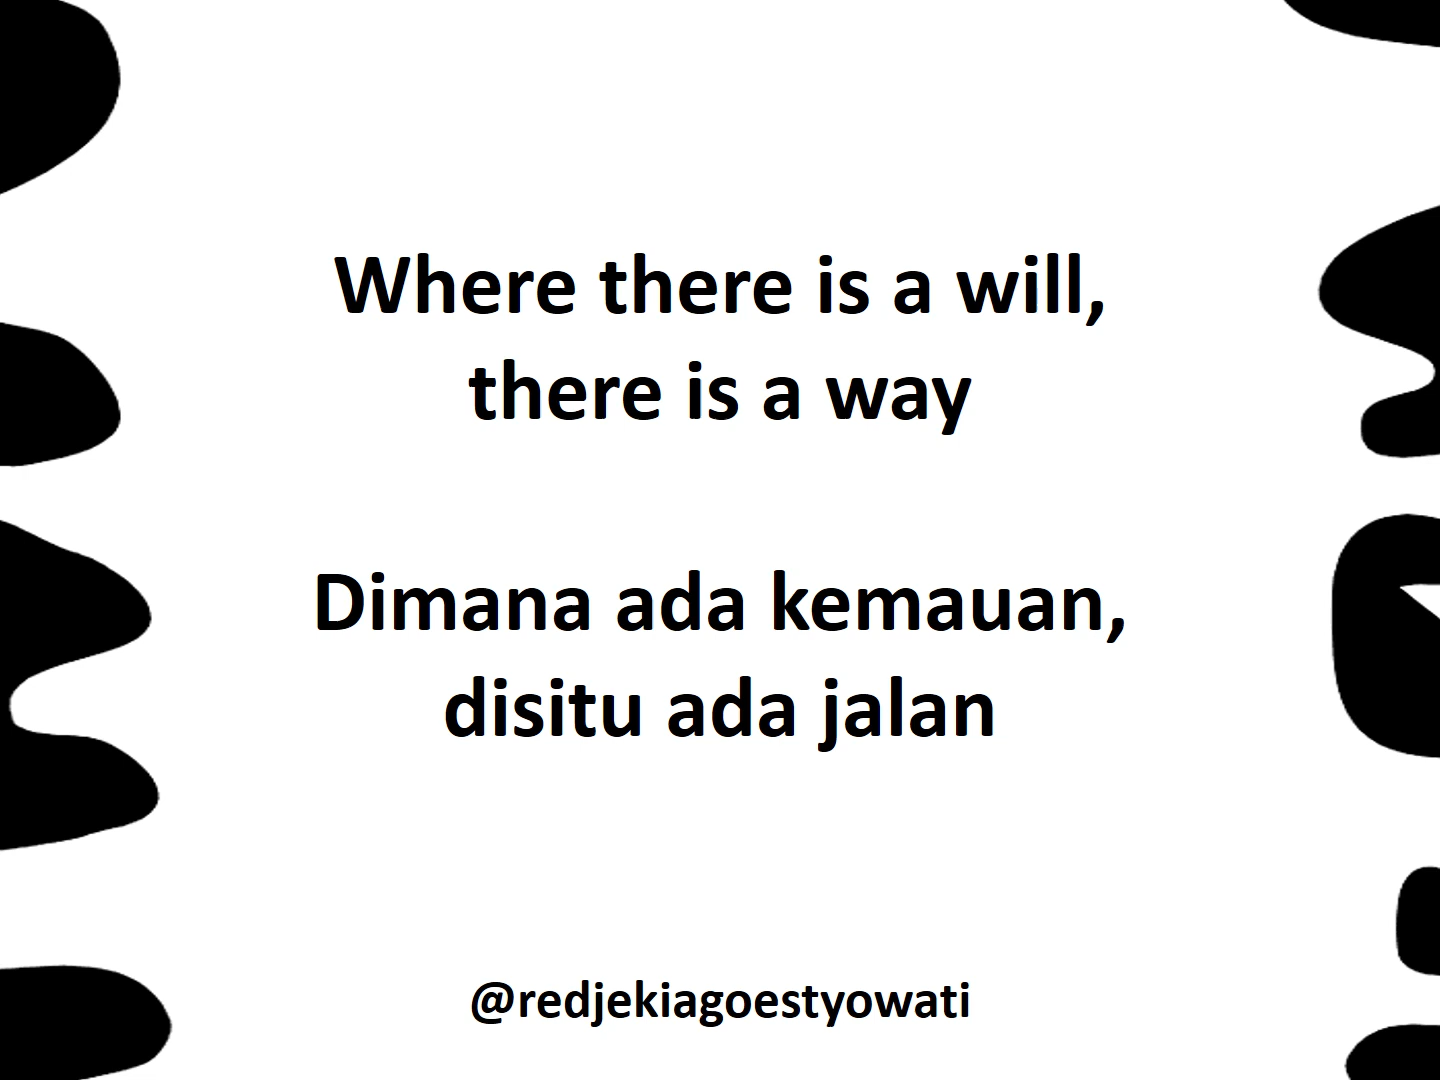 Where there is a will,
there is a way
Dimana ada kemauan,
disitu ada jalan
@redjekiagoestyowati